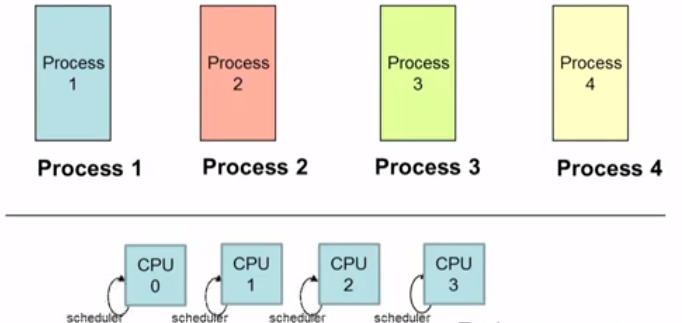 Process
1
Process
2
Process
3
Process
4
Process 1
Process 2
Process 3
Process 4
CPU
0
CPU
1
CPU
2
CPU
3
scheduler
scheduler
scheduler
scheduler